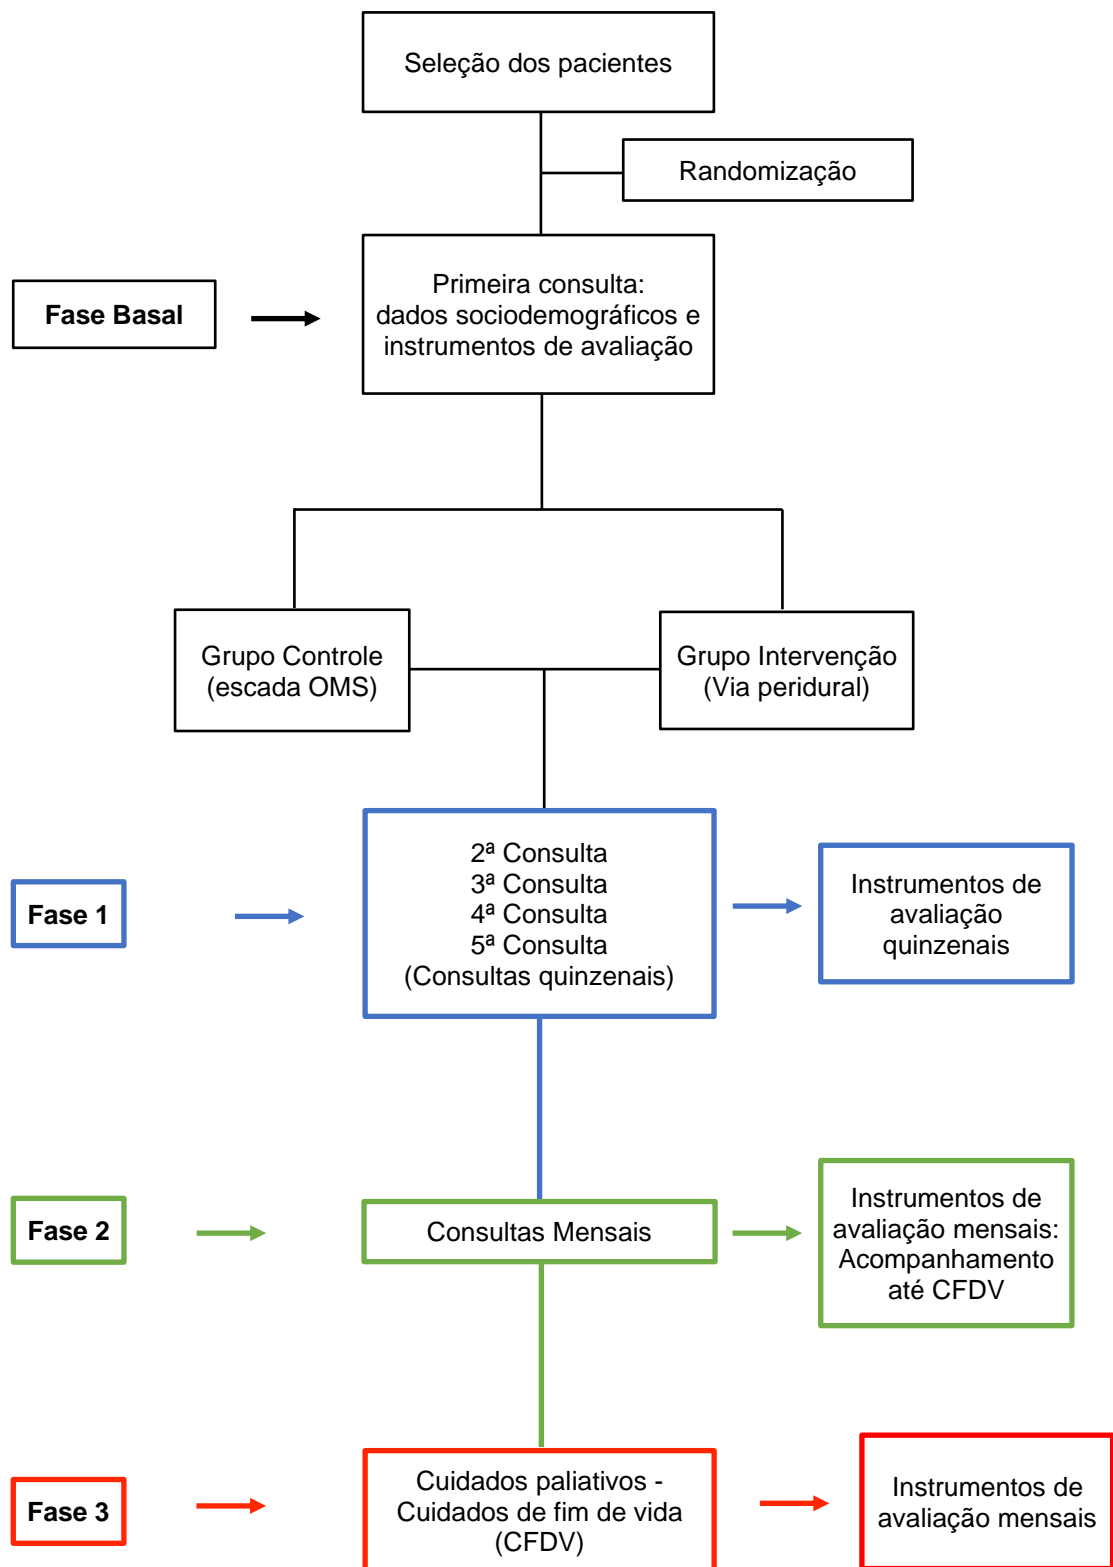 Seleção dos pacientes
Randomização
Primeira consulta:
dados sociodemográficos e
instrumentos de avaliação
Fase Basal
Grupo Controle
(escada OMS)
Grupo Intervenção
(Via peridural)
Fase 1
2ª Consulta
3ª Consulta
4ª Consulta
5ª Consulta
(Consultas quinzenais)
Instrumentos de
avaliação
quinzenais
Fase 2
Consultas Mensais
Instrumentos de
avaliação mensais:
Acompanhamento
até CFDV
Fase 3
Cuidados paliativos -
Cuidados de fim de vida
(CFDV)
Instrumentos de
avaliação mensais